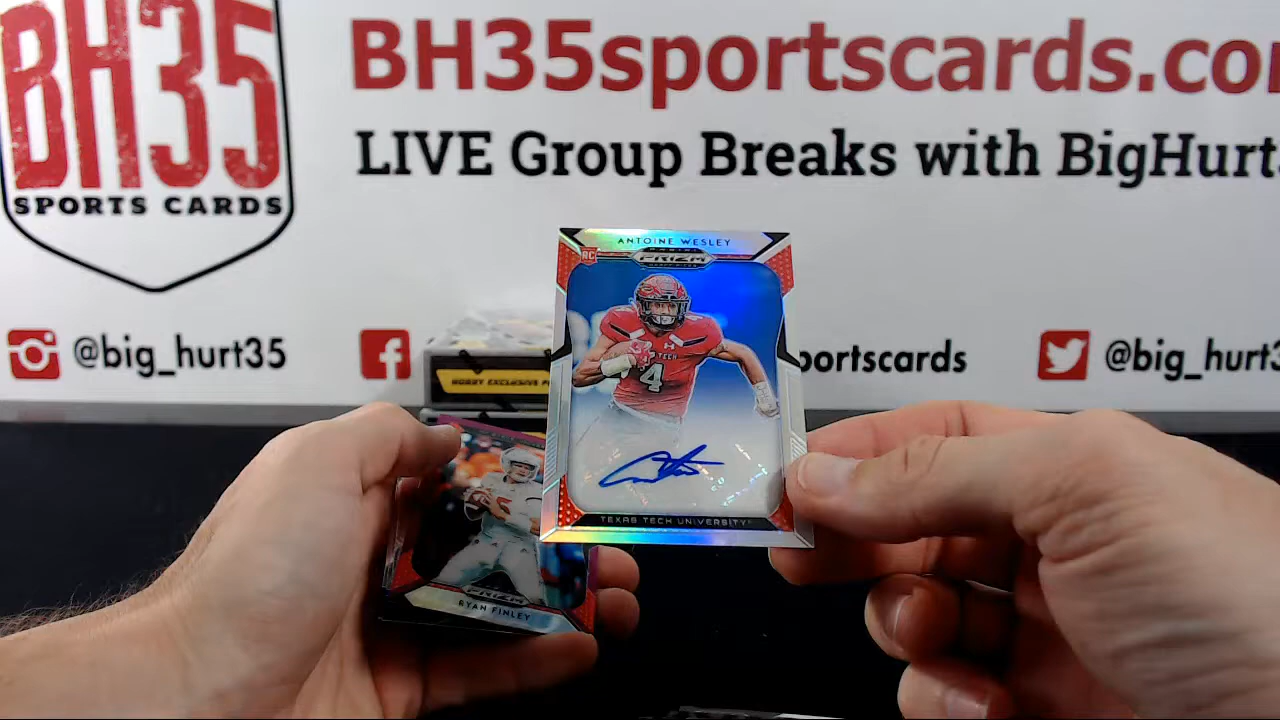 BH35
SPORTS CARDS
BH35sportscards.co
LIVE Group Breaks with BigHurt
@big_hurt35
portscards
@big_hurt3
HOBBY EXCLUSIVE
ANTOINE WESLEY
RC
PANINI
PRIZM
TECH
4
TEXAS TECH UNIVERSITY
PRIZM
RYAN FINLEY